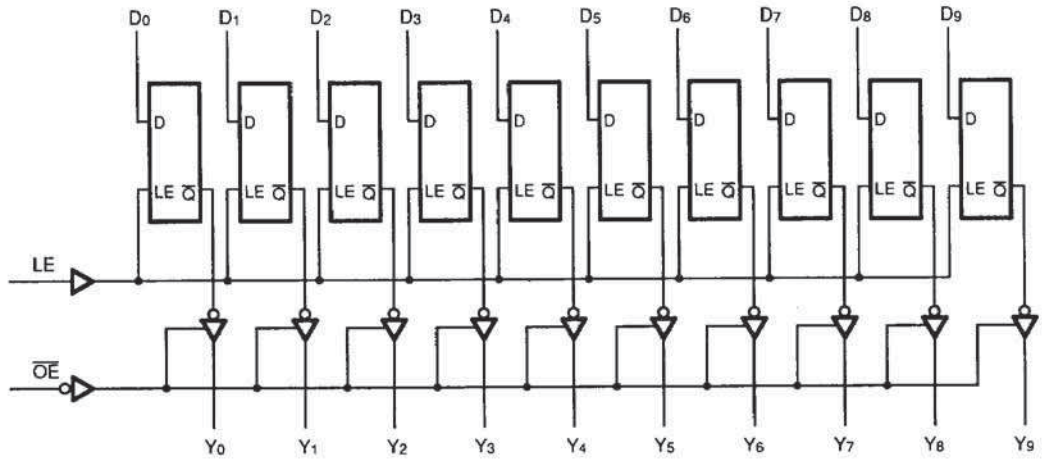 D0 D1 D2 D3 D4 D5 D6 D7 D8 D9
D D D D D D D D D
LE Q̅ LE Q̅ LE Q̅ LE Q̅ LE Q̅ LE Q̅ LE Q̅ LE Q̅ LE Q̅ LE Q̅
LE
O̅E̅
Y0 Y1 Y2 Y3 Y4 Y5 Y6 Y7 Y8 Y9